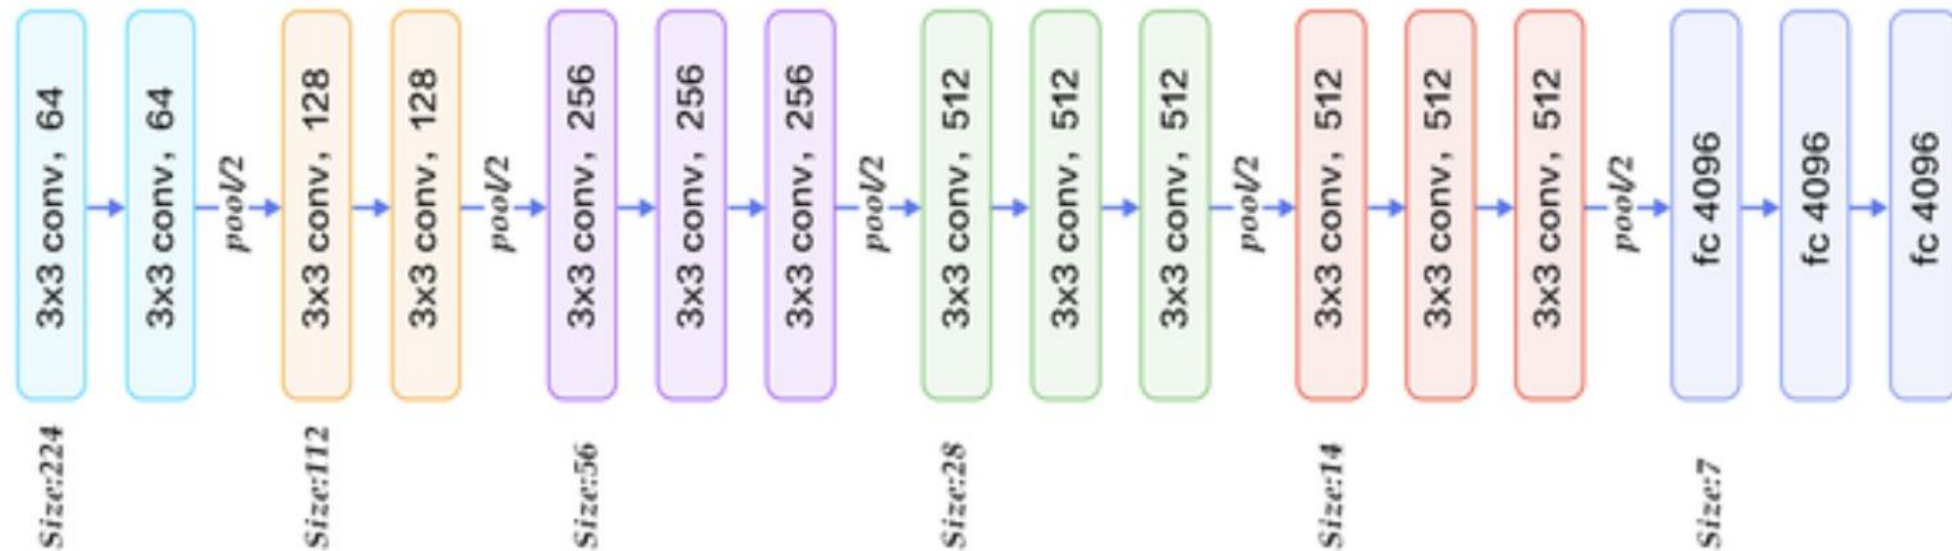 3x3 conv, 64
3x3 conv, 64
pool/2
3x3 conv, 128
3x3 conv, 128
pool/2
3x3 conv, 256
3x3 conv, 256
3x3 conv, 256
pool/2
3x3 conv, 512
3x3 conv, 512
3x3 conv, 512
pool/2
3x3 conv, 512
3x3 conv, 512
3x3 conv, 512
pool/2
fc 4096
fc 4096
fc 4096
Size:224
Size:112
Size:56
Size:28
Size:14
Size:7